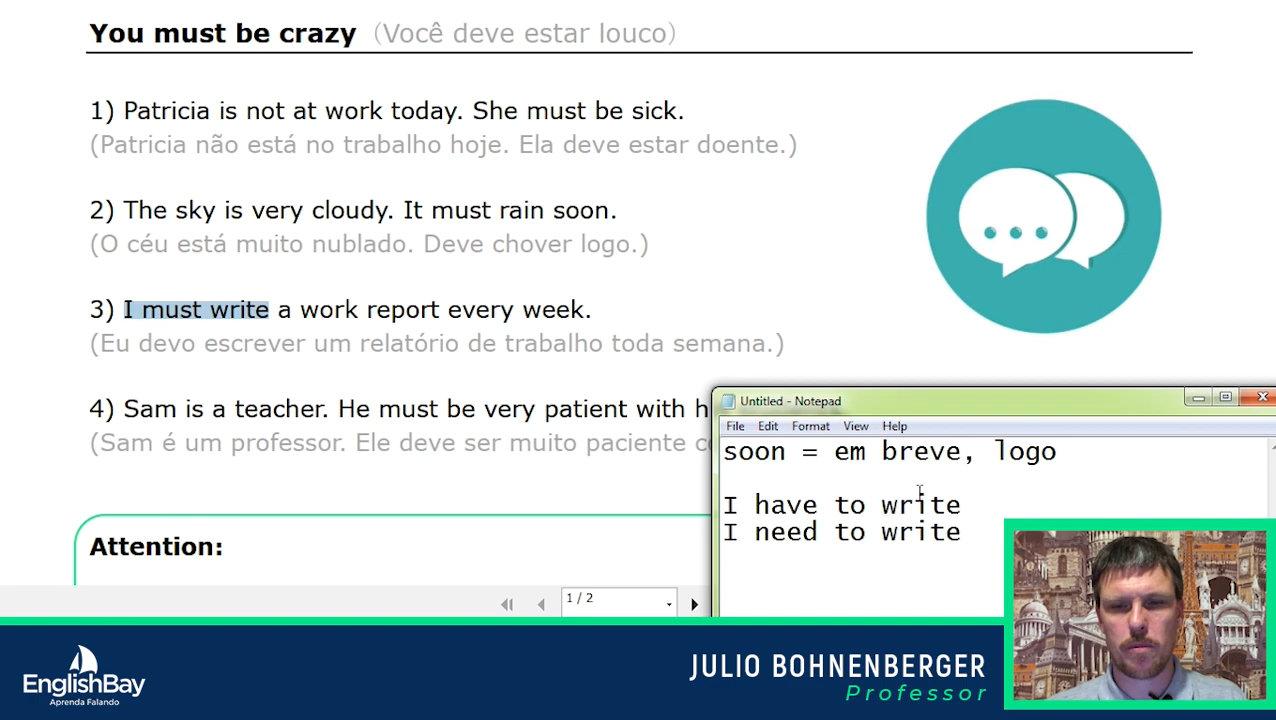 You must be crazy (Você deve estar louco)
1) Patricia is not at work today. She must be sick.
(Patricia não está no trabalho hoje. Ela deve estar doente.)
2) The sky is very cloudy. It must rain soon.
(O céu está muito nublado. Deve chover logo.)
3) I must write a work report every week.
(Eu devo escrever um relatório de trabalho toda semana.)
4) Sam is a teacher. He must be very patient with
(Sam é um professor. Ele deve ser muito paciente
Untitled - Notepad
File Edit Format View Help
soon = em breve, logo
I have to write
I need to write
Attention:
1 / 2
JULIO BOHNENBERGER
Professor
EnglishBay
Aprenda Falando